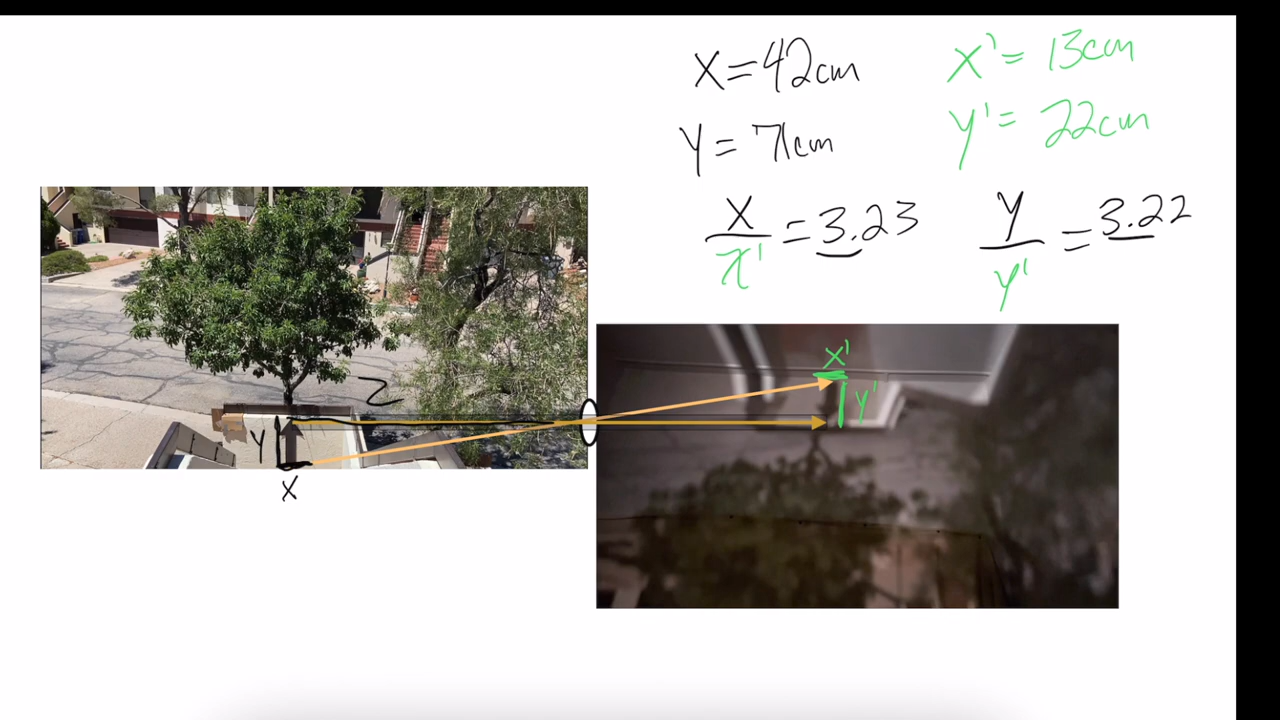 X = 42cm
X' = 13cm
Y = 71cm
Y' = 22cm
X/X' = 3.23
Y/Y' = 3.22
X'
Y'
Z
Y
X